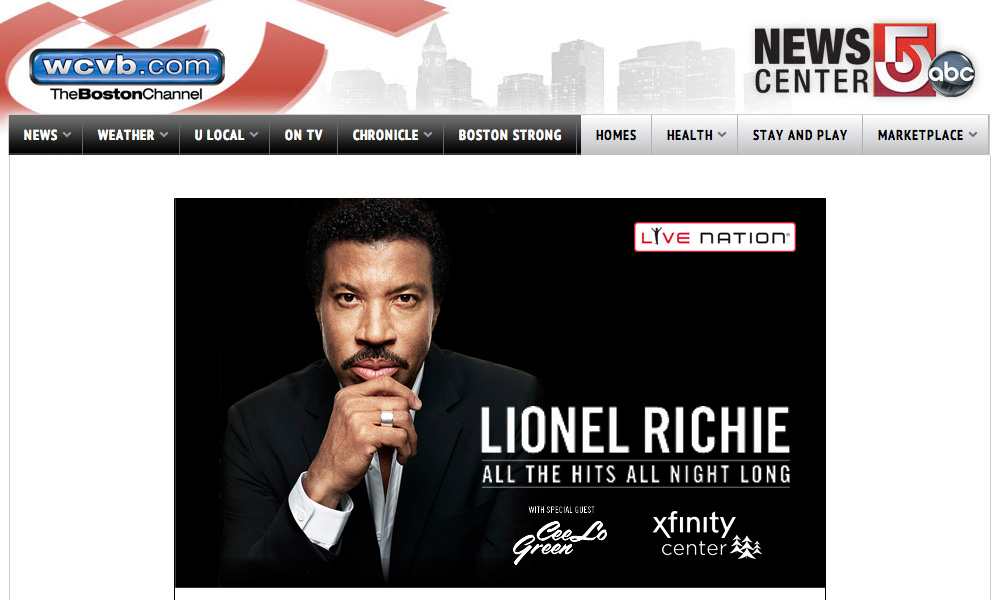 wcvb.com
TheBostonChannel
NEWS
CENTER 5 abc
NEWS WEATHER U LOCAL ON TV CHRONICLE BOSTON STRONG HOMES HEALTH STAY AND PLAY MARKETPLACE
LIVE NATION®
LIONEL RICHIE
ALL THE HITS ALL NIGHT LONG
WITH SPECIAL GUEST
CeeLo
Green
xfinity
center